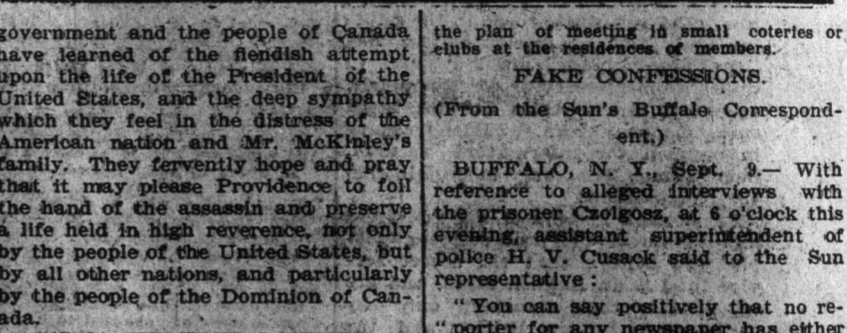 government and the people of Canada
have learned of the fiendish attempt
upon the life of the President of the
United States, and the deep sympathy
which they feel in the distress of the
American nation and Mr. McKinley's
family. They fervently hope and pray
that it may please Providence to foil
the hand of the assassin and preserve
a life held in high reverence, not only
by the people of the United States, but
by all other nations, and particularly
by the people of the Dominion of Can-
ada.
the plan of meeting in small coteries or
clubs at the residences of members.
FAKE CONFESSIONS.
(From the Sun's Buffalo Correspond-
ent.)
BUFFALO, N. Y., Sept. 9.— With
reference to alleged interviews with
the prisoner Czolgosz, at 6 o'clock this
evening, assistant superintendent of
police H. V. Cusack said to the Sun
representative :
" You can say positively that no re-
" porter for any newspaper has either